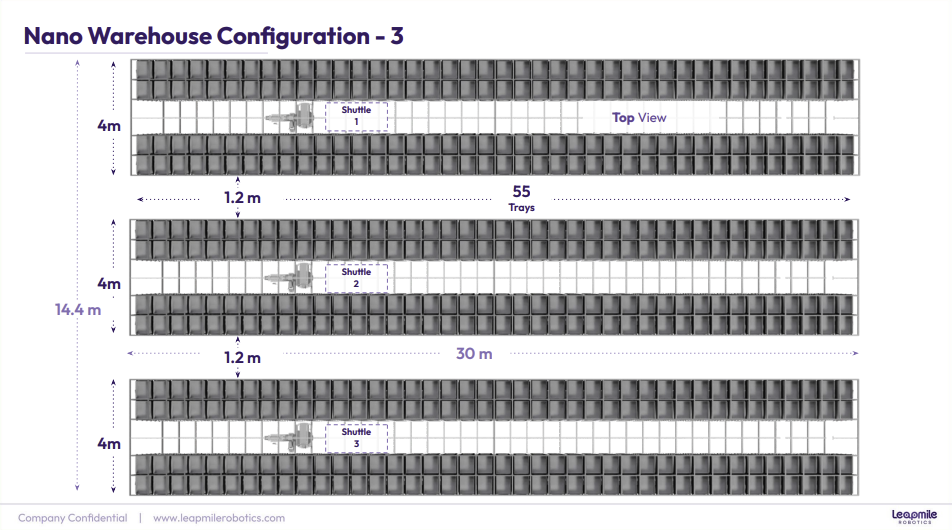 Nano Warehouse Configuration - 3
4m
Shuttle
1
Top View
1.2 m
55
Trays
4m
Shuttle
2
14.4 m
1.2 m
30 m
4m
Shuttle
3
Company Confidential | www.leapmilerobotics.com
Leapmile
ROBOTICS